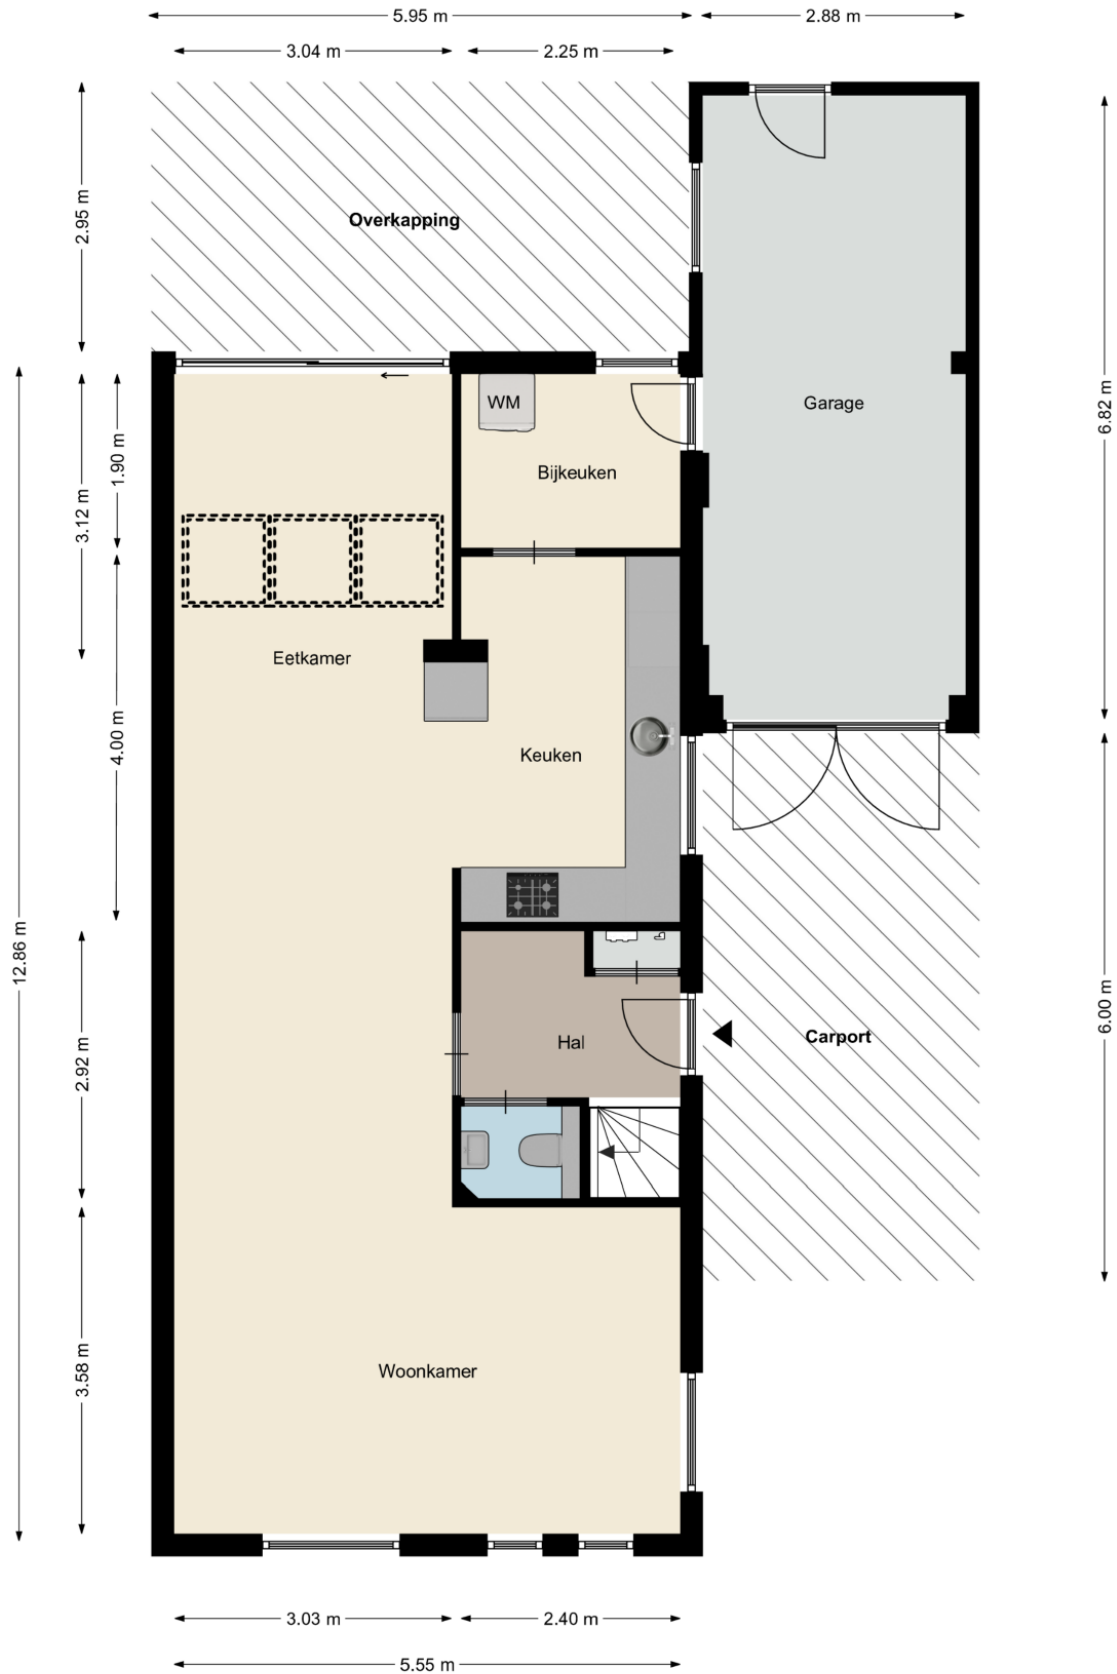 5.95 m
2.88 m
3.04 m
2.25 m
2.95 m
Overkapping
6.82 m
WM
Garage
1.90 m
Bijkeuken
3.12 m
Eetkamer
4.00 m
Keuken
12.86 m
6.00 m
Hal
Carport
2.92 m
3.58 m
Woonkamer
3.03 m
2.40 m
5.55 m